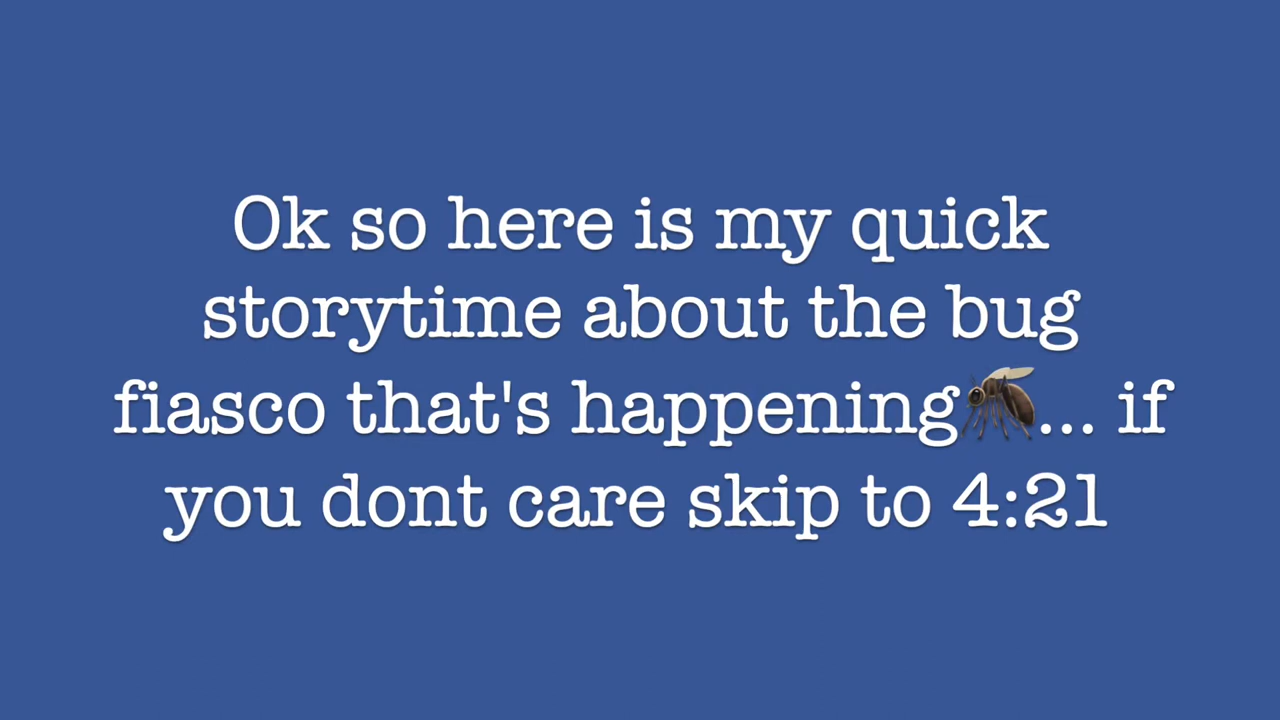 Ok so here is my quick
storytime about the bug
fiasco that's happening🦟... if
you dont care skip to 4:21